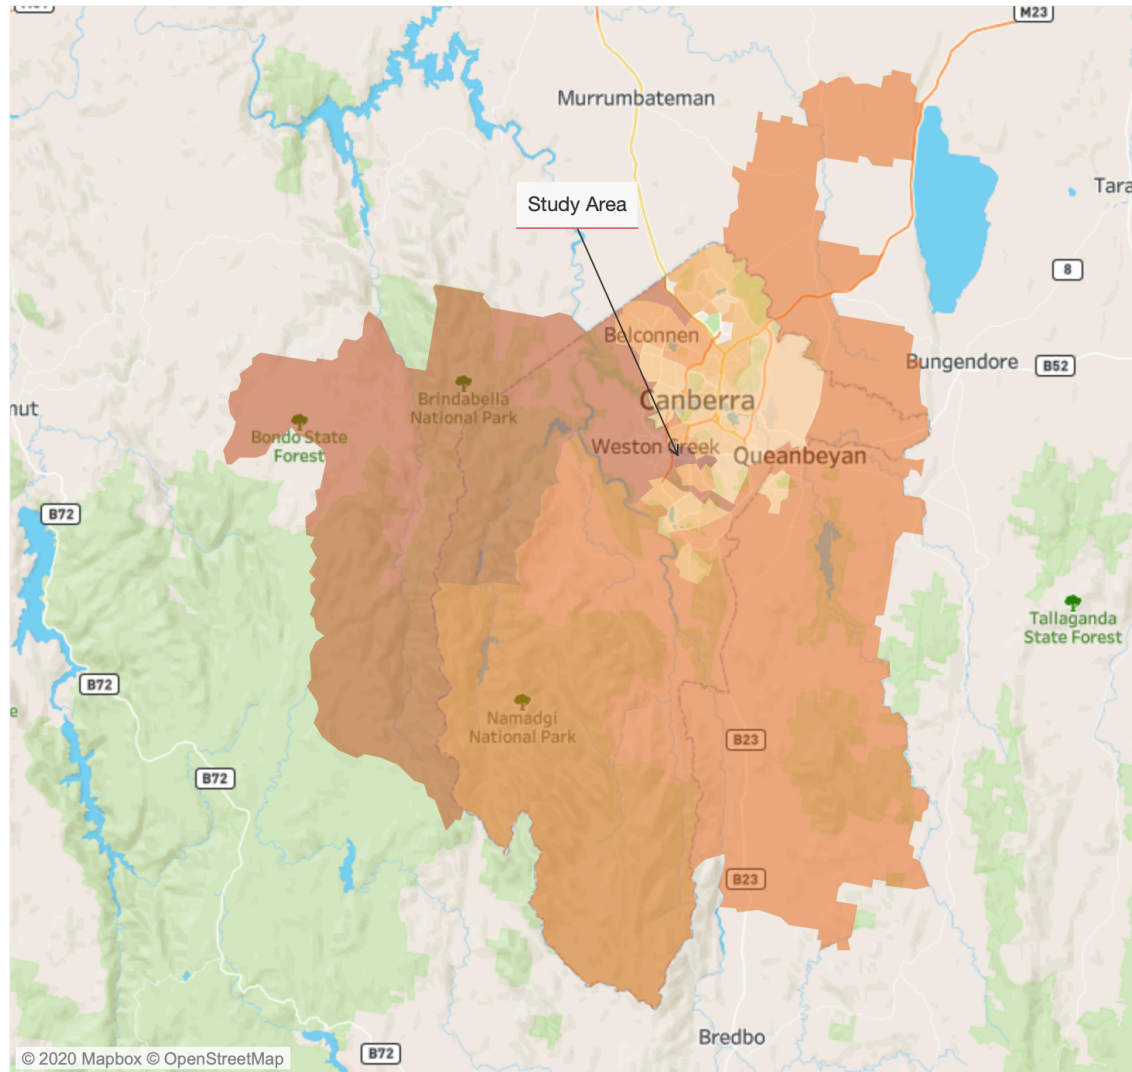 M23
Murrumbateman
Study Area
8
Belconnen
Bungendore
B52
Brindabella
National Park
Canberra
Bondo State
Forest
Weston Creek
Queanbeyan
B72
Tallaganda
State Forest
B72
Namadgi
National Park
B23
B72
B23
Bredbo
B72
© 2020 Mapbox © OpenStreetMap